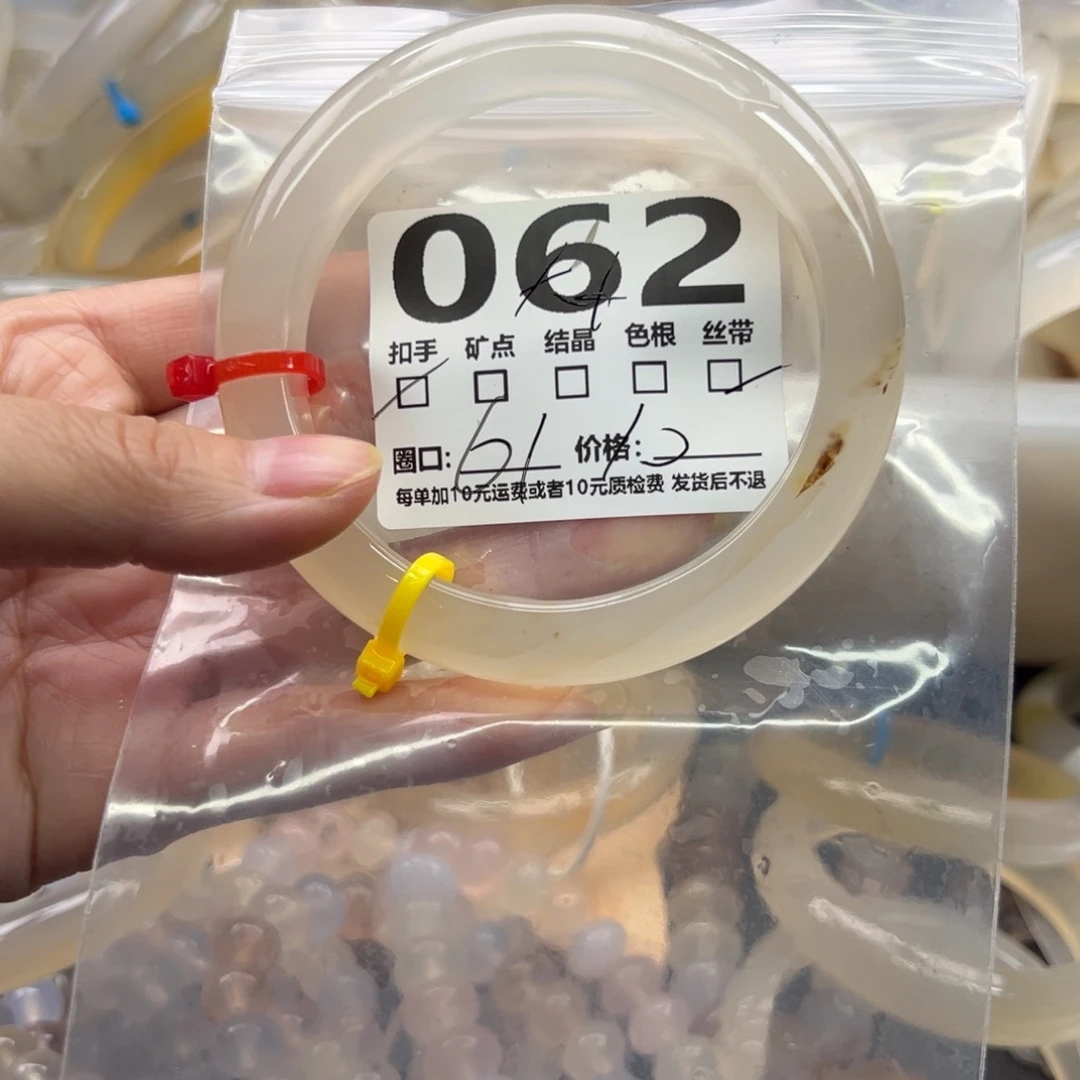 062
扣手 矿点 结晶 色根 丝带
圈口: 61 价格:
每单加10元运费或者10元质检费 发货后不退